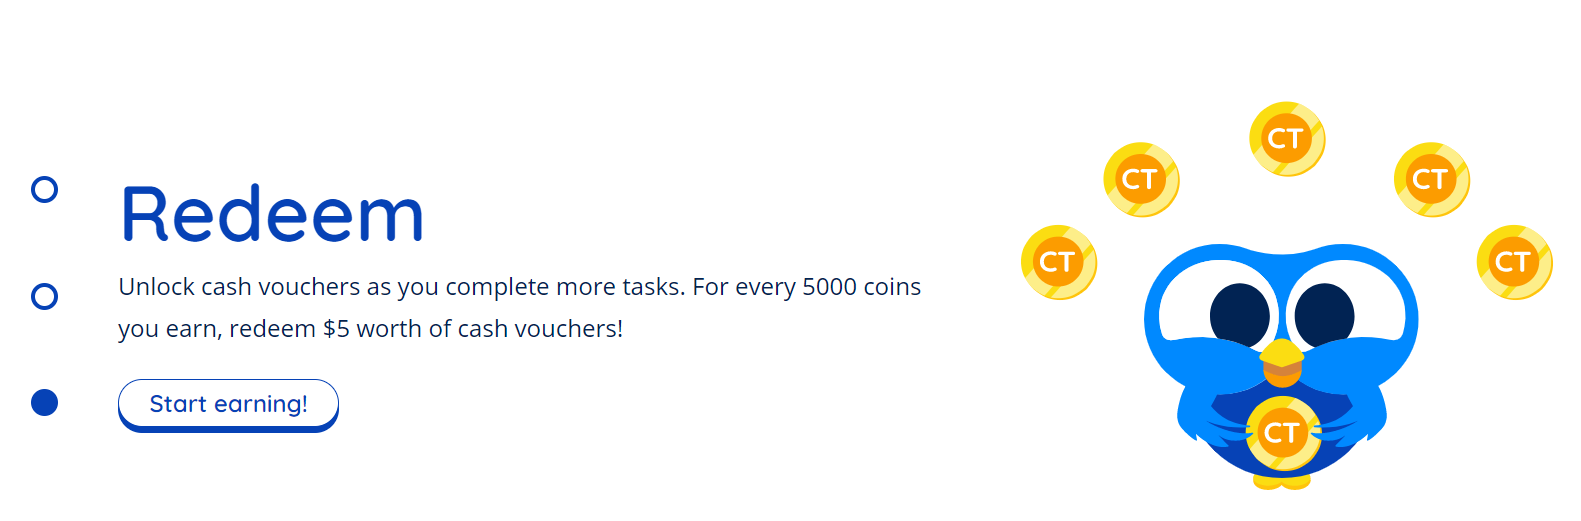 Redeem
Unlock cash vouchers as you complete more tasks. For every 5000 coins
you earn, redeem $5 worth of cash vouchers!
Start earning!
CT
CT
CT
CT
CT
CT